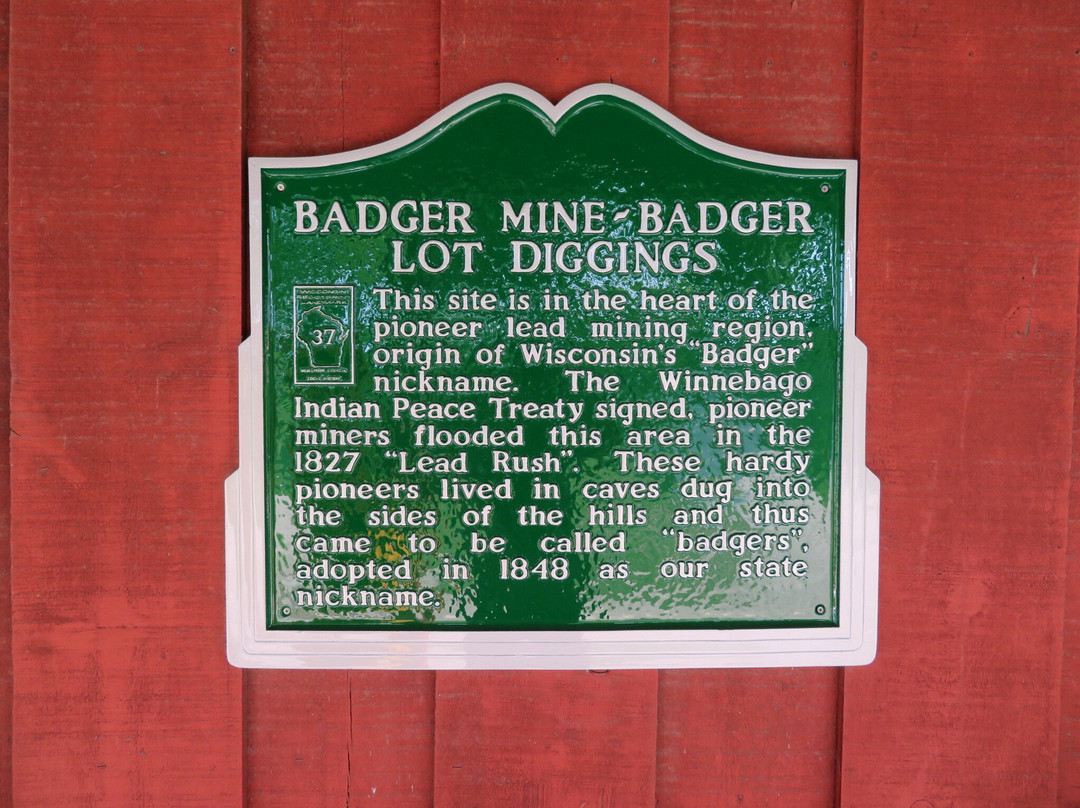 BADGER MINE-BADGER
LOT DIGGINGS
This site is in the heart of the
pioneer lead mining region,
37
origin of Wisconsin's "Badger"
nickname. The Winnebago
Indian Peace Treaty signed, pioneer
miners flooded this area in the
1827 "Lead Rush". These hardy
pioneers lived in caves dug into
the sides of the hills and thus
came to be called "badgers",
adopted in 1848 as our state
nickname.